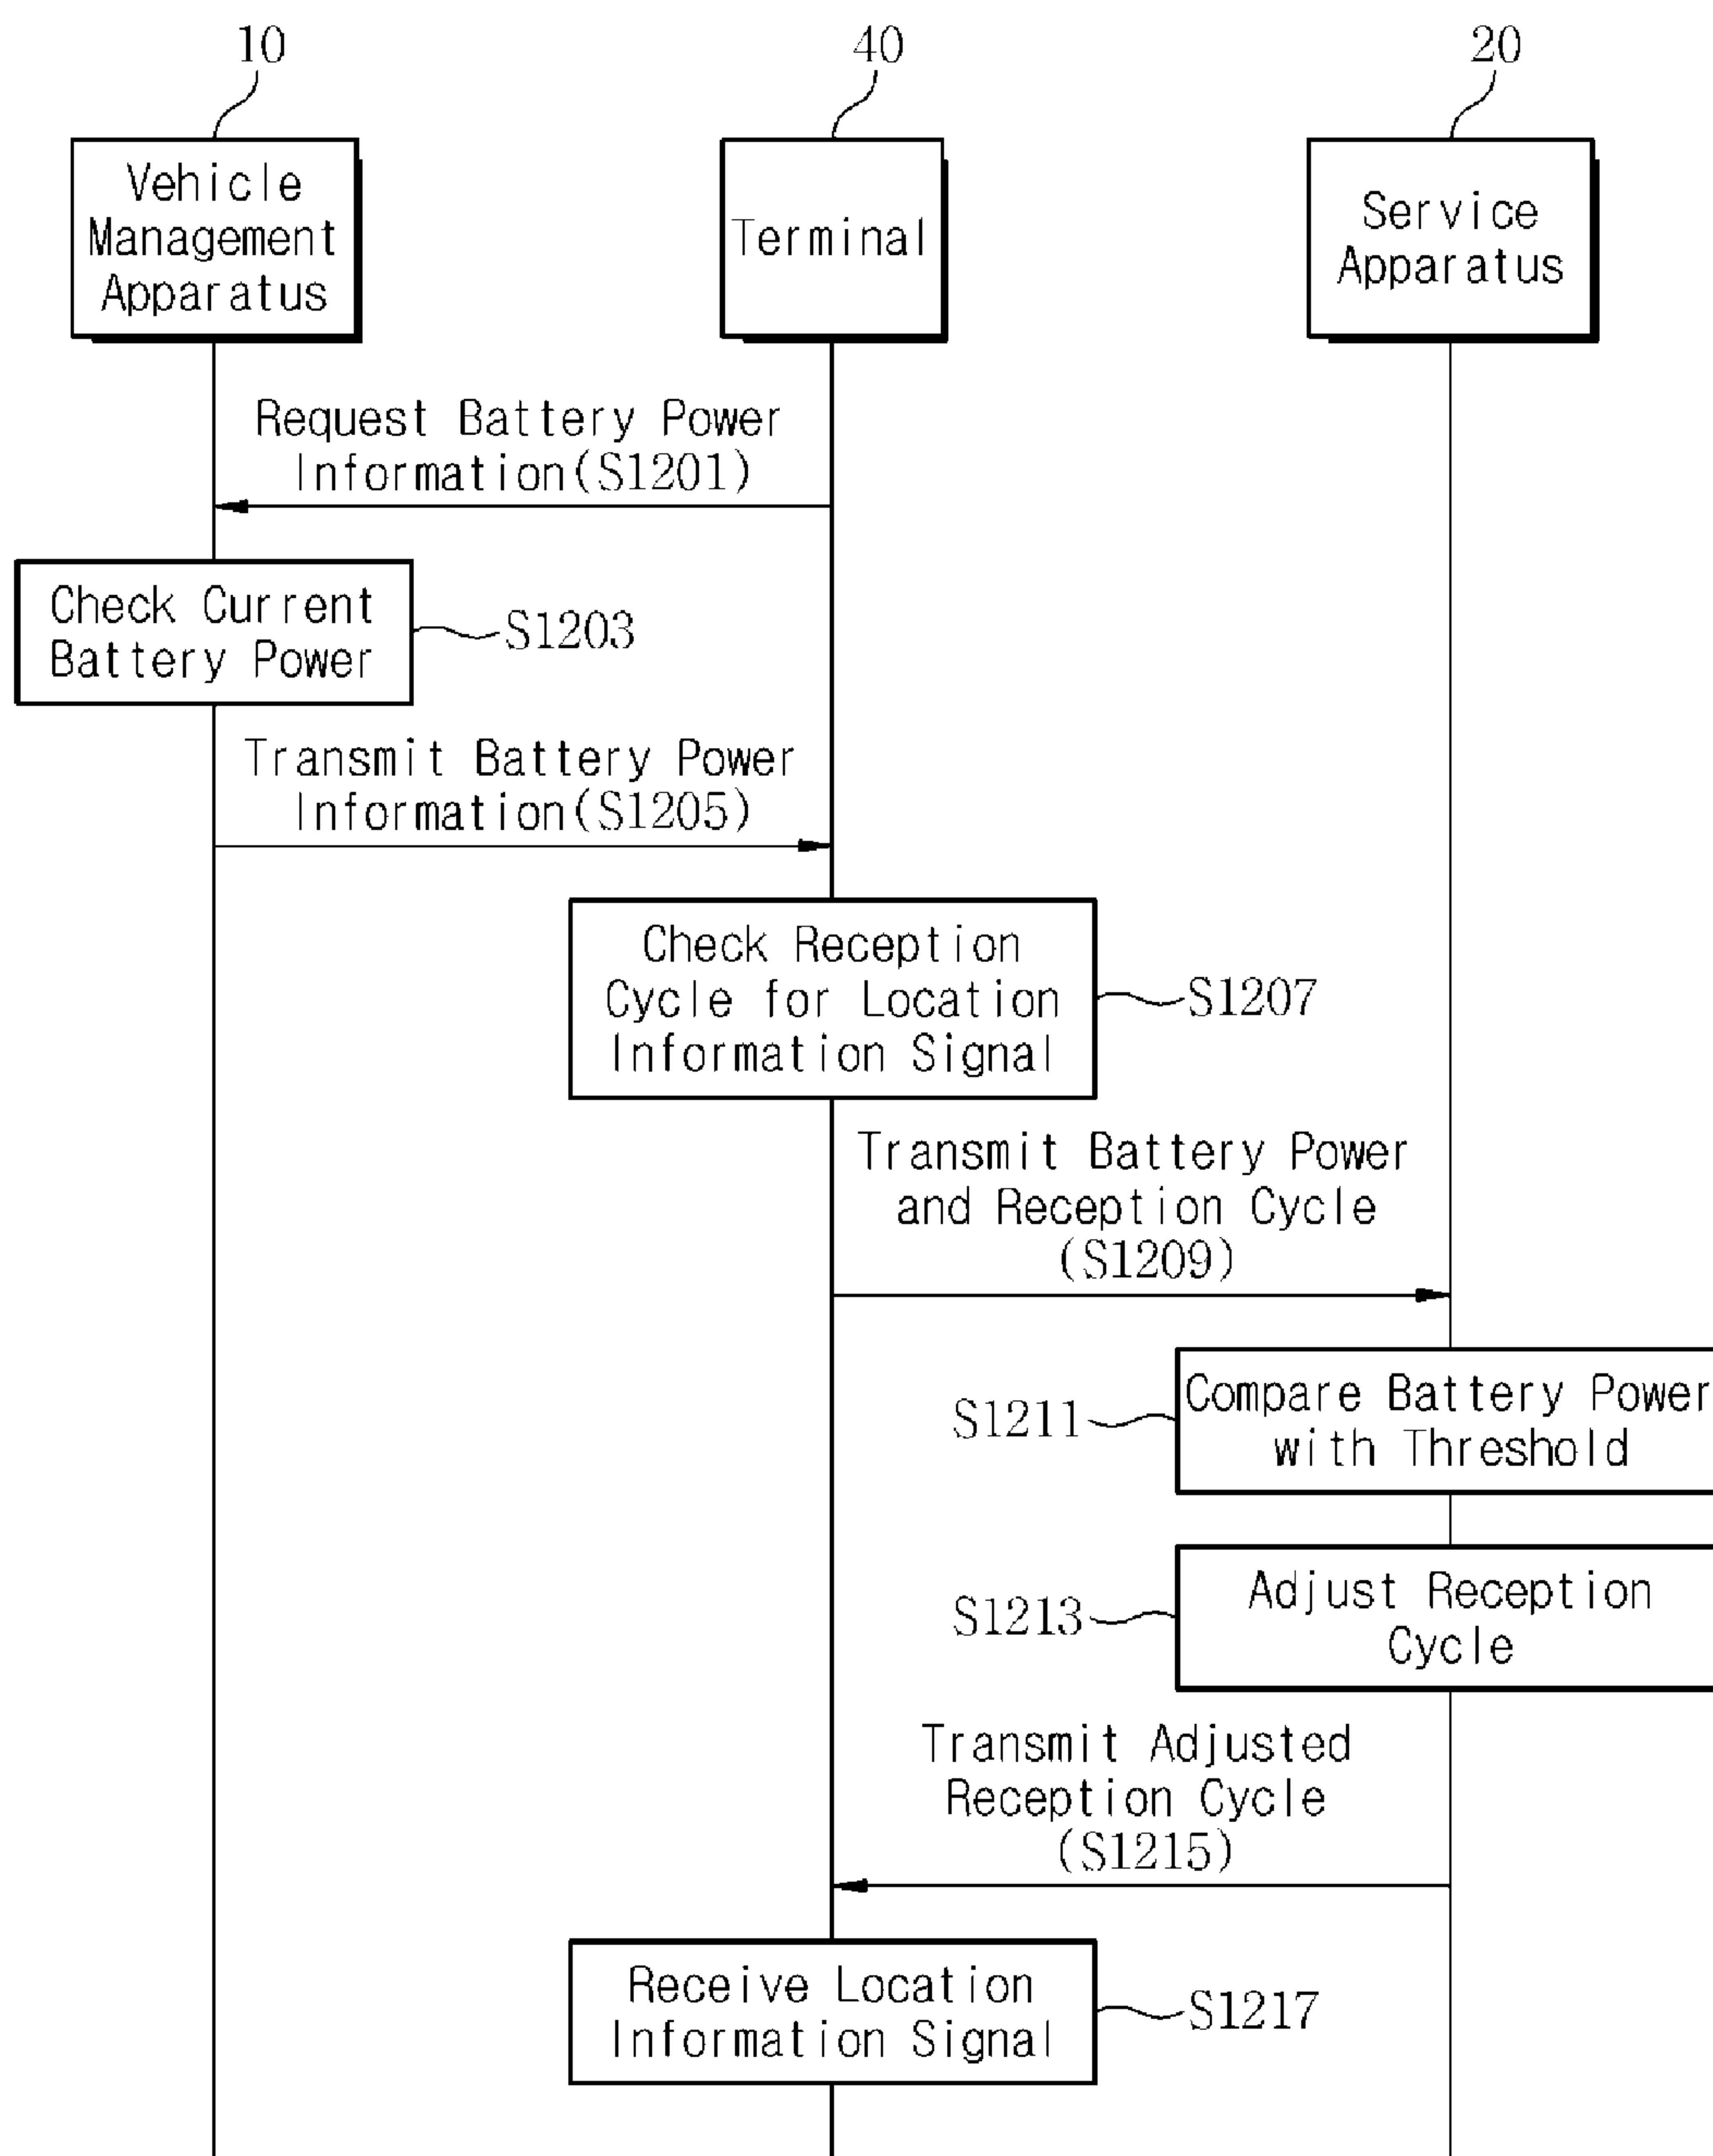 10
40
20
Vehicle
Management
Apparatus
Terminal
Service
Apparatus
Request Battery Power
Information(S1201)
Check Current
Battery Power
S1203
Transmit Battery Power
Information(S1205)
Check Reception
Cycle for Location
Information Signal
S1207
Transmit Battery Power
and Reception Cycle
(S1209)
S1211
Compare Battery Power
with Threshold
S1213
Adjust Reception
Cycle
Transmit Adjusted
Reception Cycle
(S1215)
Receive Location
Information Signal
S1217